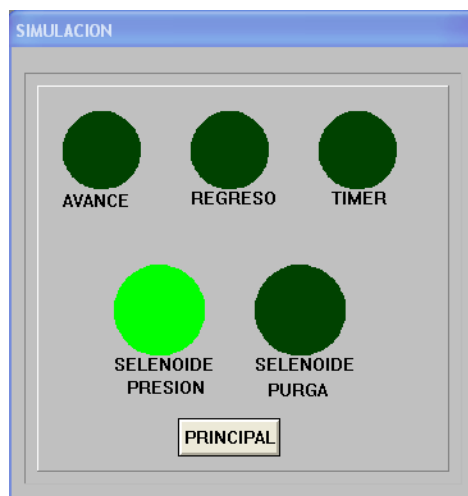 SIMULACION
AVANCE
REGRESO
TIMER
SELENOIDE
PRESION
SELENOIDE
PURGA
PRINCIPAL